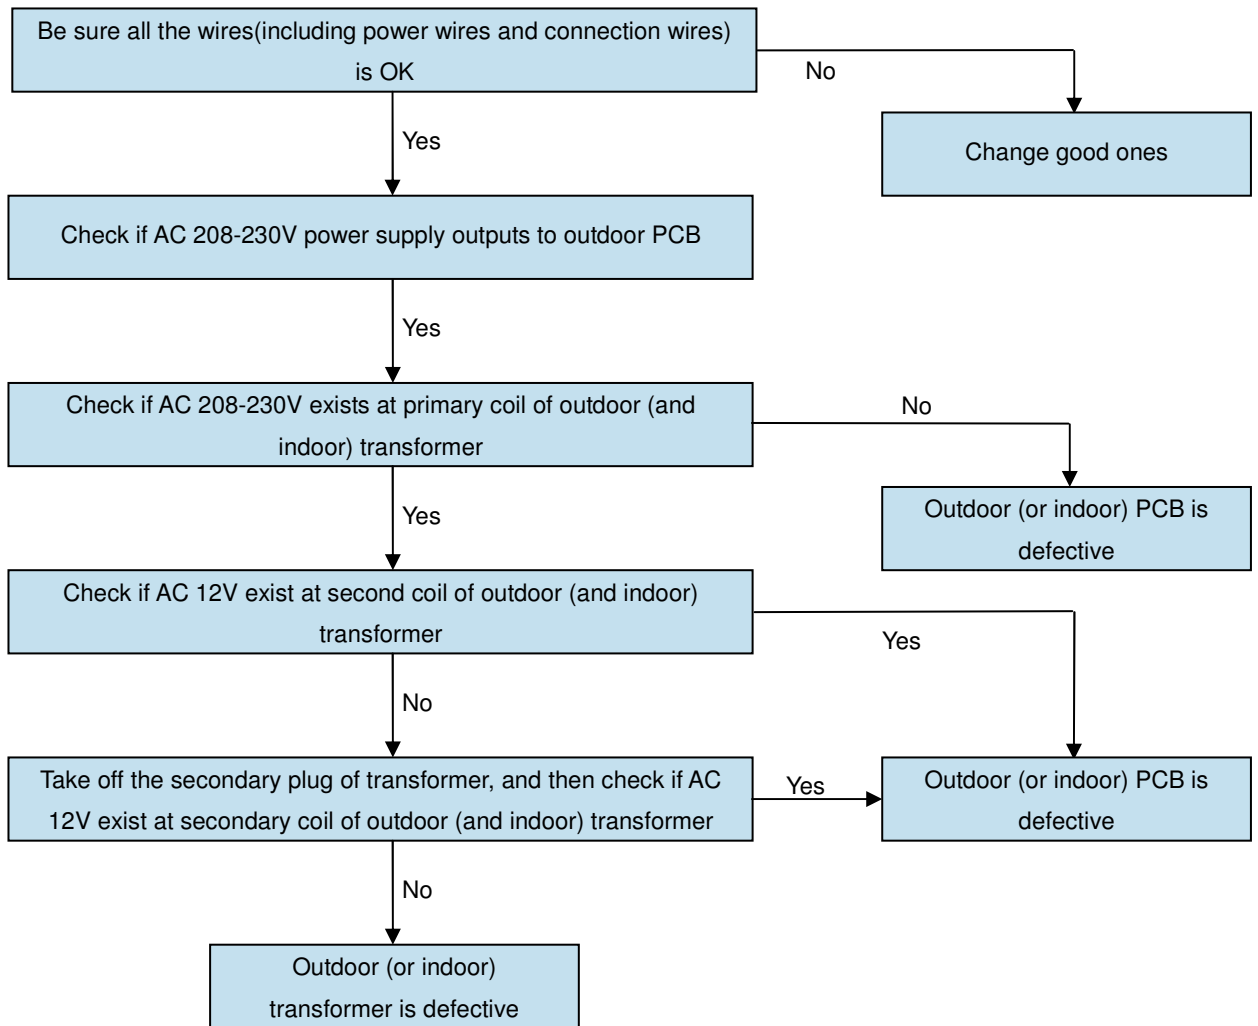 Be sure all the wires(including power wires and connection wires)
is OK
No
Change good ones
Yes
Check if AC 208-230V power supply outputs to outdoor PCB
Yes
Check if AC 208-230V exists at primary coil of outdoor (and
indoor) transformer
No
Outdoor (or indoor) PCB is
defective
Yes
Check if AC 12V exist at second coil of outdoor (and indoor)
transformer
Yes
No
Take off the secondary plug of transformer, and then check if AC
12V exist at secondary coil of outdoor (and indoor) transformer
Yes
Outdoor (or indoor) PCB is
defective
No
Outdoor (or indoor)
transformer is defective